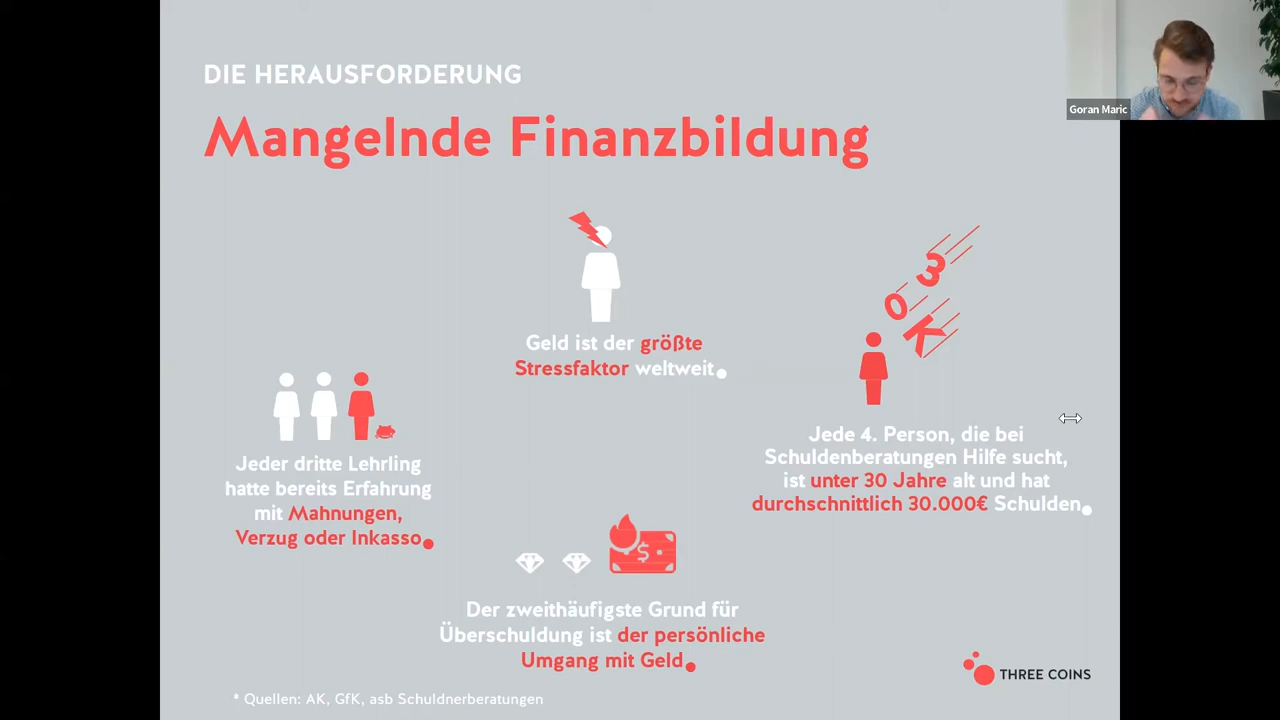 DIE HERAUSFORDERUNG
Mangelnde Finanzbildung
Goran Maric
3
0
K
Geld ist der größte
Stressfaktor weltweit.
Jeder dritte Lehrling
hatte bereits Erfahrung
mit Mahnungen,
Verzug oder Inkasso.
Jede 4. Person, die bei
Schuldenberatungen Hilfe sucht,
ist unter 30 Jahre alt und hat
durchschnittlich 30.000€ Schulden.
$
Der zweithäufigste Grund für
Überschuldung ist der persönliche
Umgang mit Geld.
THREE COINS
* Quellen: AK, GfK, asb Schuldnerberatungen